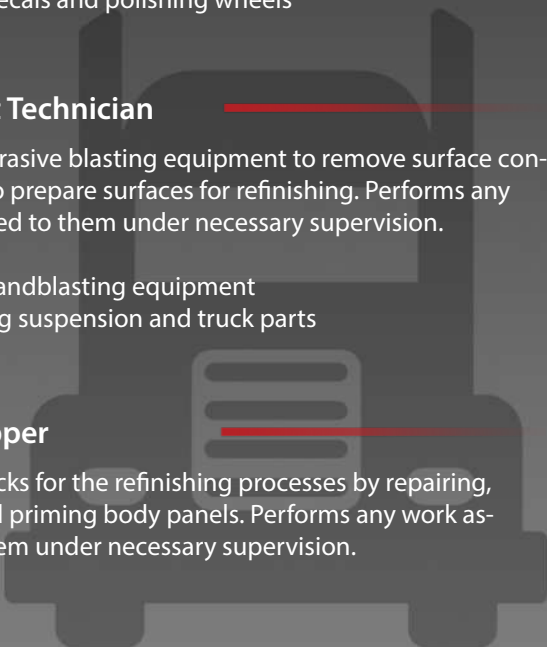 ecals and polishing wheels
t Technician
rasive blasting equipment to remove surface con-
o prepare surfaces for refinishing. Performs any
ed to them under necessary supervision.
andblasting equipment
g suspension and truck parts
pper
cks for the refinishing processes by repairing,
d priming body panels. Performs any work as-
em under necessary supervision.